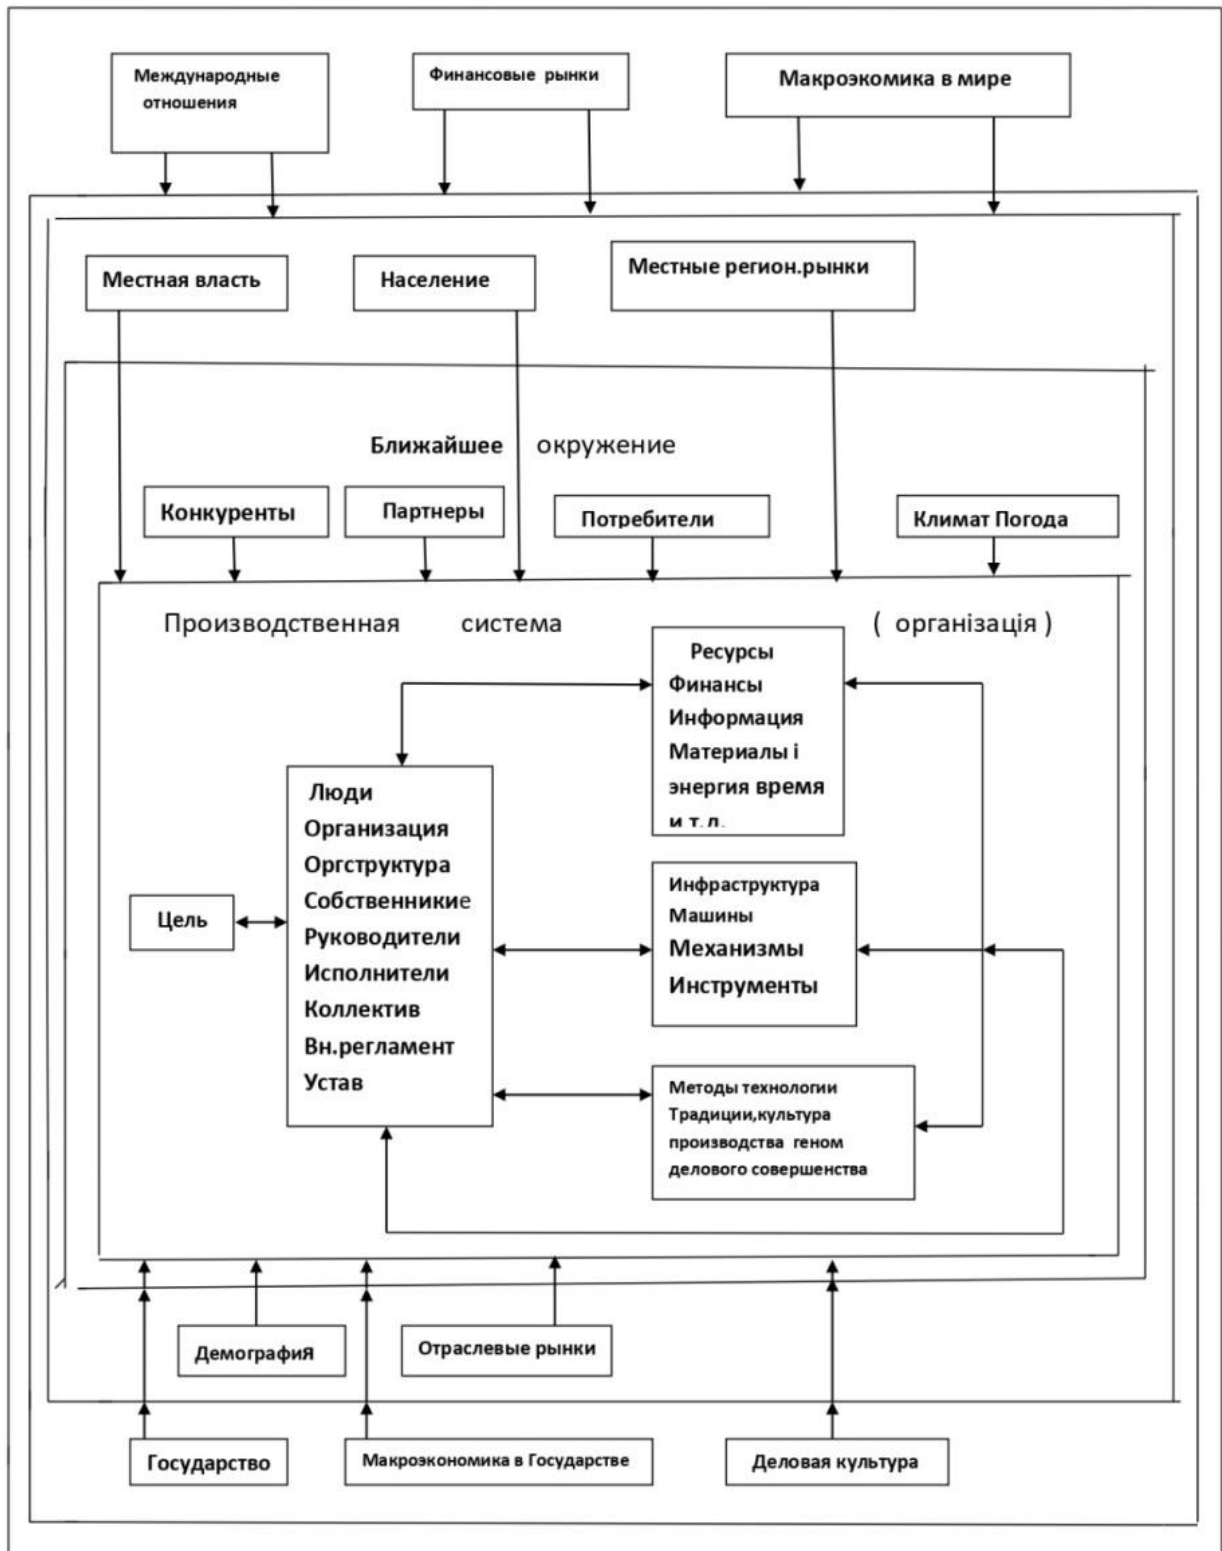 Международные
отношения
Финансовые рынки
Макроэкомика в мире
Местная власть
Население
Местные регион.рынки
Ближайшее окружение
Конкуренты
Партнеры
Потребители
Климат Погода
Производственная система ( організація )
Ресурсы
Финансы
Информация
Материалы і
энергия время
и т.д.
Люди
Организация
Оргструктура
Собственникие
Руководители
Исполнители
Коллектив
Вн.регламент
Устав
Цель
Инфраструктура
Машины
Механизмы
Инструменты
Методы технологии
Традиции,культура
производства геном
делового совершенства
Демография
Отраслевые рынки
Государство
Макроэкономика в Государстве
Деловая культура